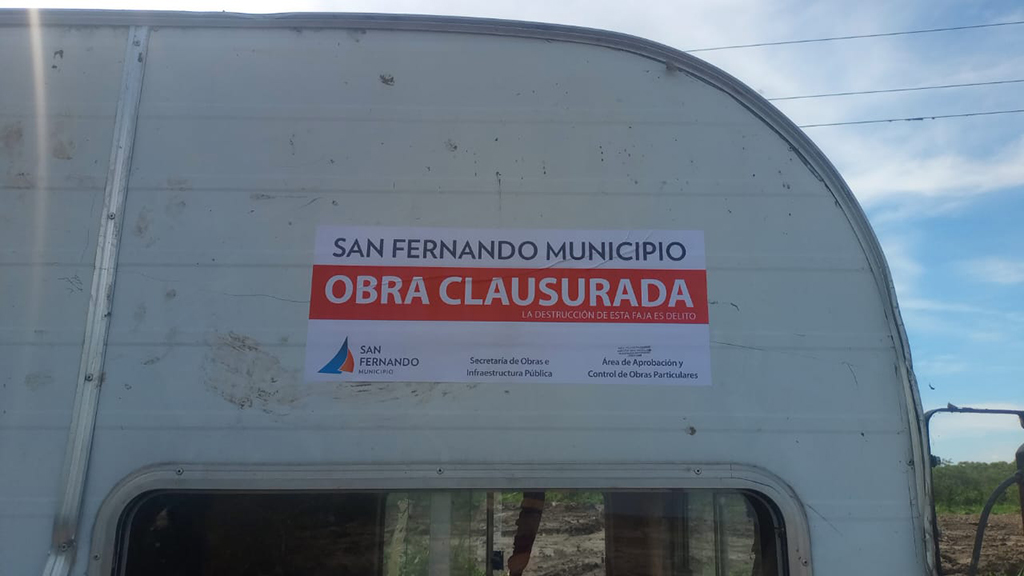 SAN FERNANDO MUNICIPIO
OBRA CLAUSURADA
LA DESTRUCCIÓN DE ESTA FAJA ES DELITO
SAN
FERNANDO
MUNICIPIO
Secretaría de Obras e
Infraestructura Pública
Área de Aprobación y
Control de Obras Particulares